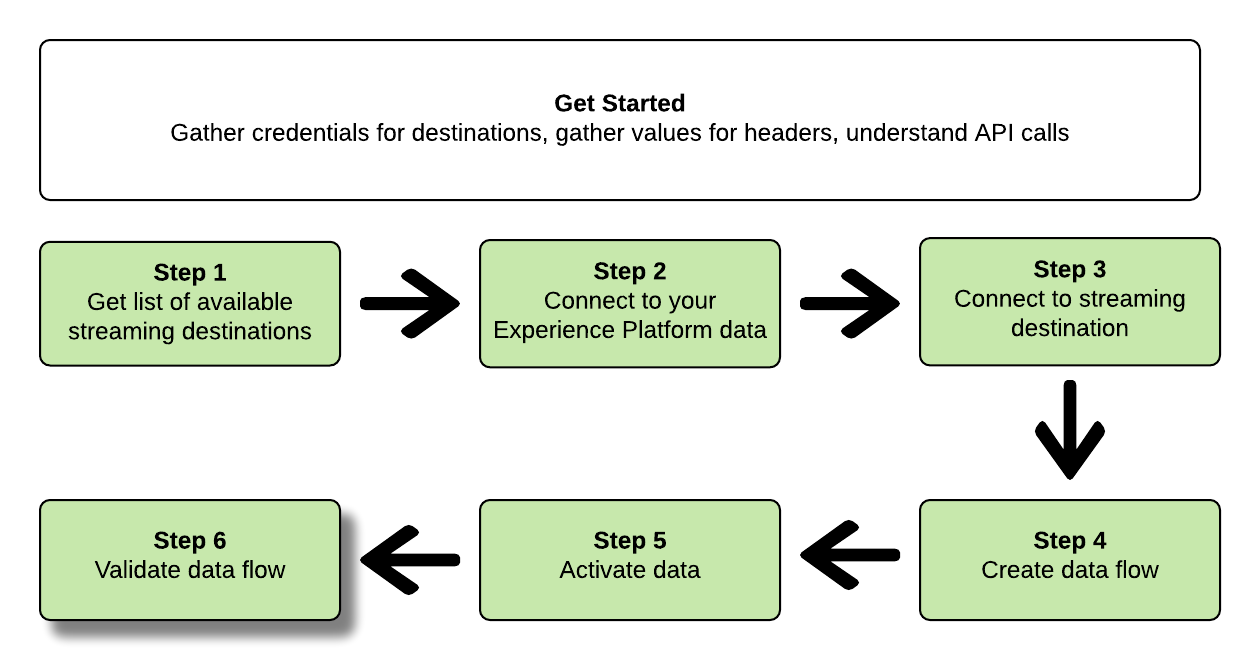 Get Started
Gather credentials for destinations, gather values for headers, understand API calls
Step 1
Get list of available
streaming destinations
Step 2
Connect to your
Experience Platform data
Step 3
Connect to streaming
destination
Step 6
Validate data flow
Step 5
Activate data
Step 4
Create data flow